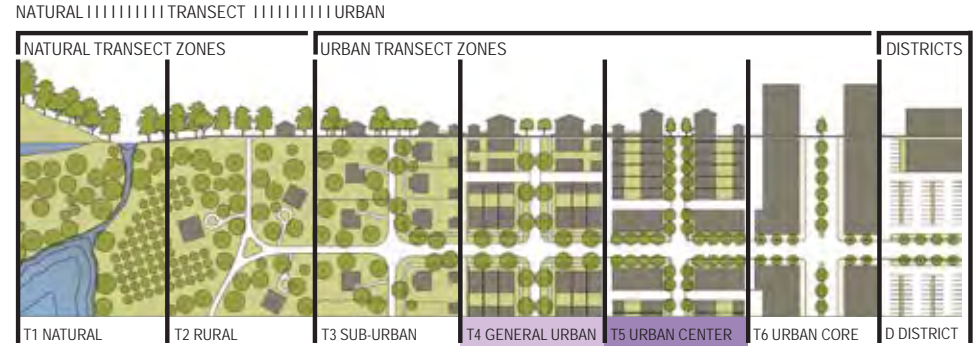 NATURAL I I I I I I I I I I TRANSECT I I I I I I I I I I URBAN
NATURAL TRANSECT ZONES
URBAN TRANSECT ZONES
DISTRICTS
T1 NATURAL
T2 RURAL
T3 SUB-URBAN
T4 GENERAL URBAN
T5 URBAN CENTER
T6 URBAN CORE
D DISTRICT